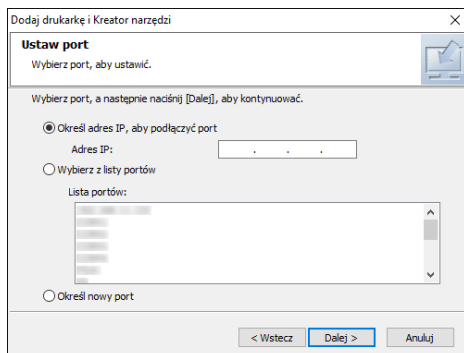 Dodaj drukarkę i Kreator narzędzi
Ustaw port
Wybierz port, aby ustawić.
Wybierz port, a następnie naciśnij [Dalej], aby kontynuować.
Określ adres IP, aby podłączyć port
Adres IP: . . .
Wybierz z listy portów
Lista portów:
Określ nowy port
< Wstecz Dalej > Anuluj